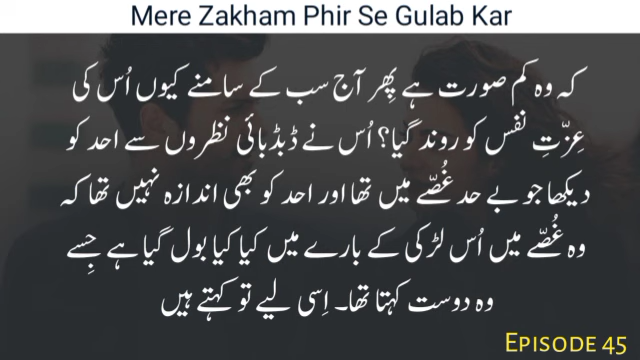 Mere Zakham Phir Se Gulab Kar
کہ وہ کم صورت ہے پِھر آج سب کے سامنے کیوں اُس کی
عِزّتِ نفس کو روند گیا؟ اُس نے ڈبڈبائی نظروں سے احد کو
دیکھا جو بے حد غُصّے میں تھا اور احد کو بھی اندازہ نہیں تھا کہ
وہ غُصّے میں اُس لڑکی کے بارے میں کیا کیا بول گیا ہے جِسے
وہ دوست کہتا تھا۔ اِسی لیے تو کہتے ہیں
Episode 45